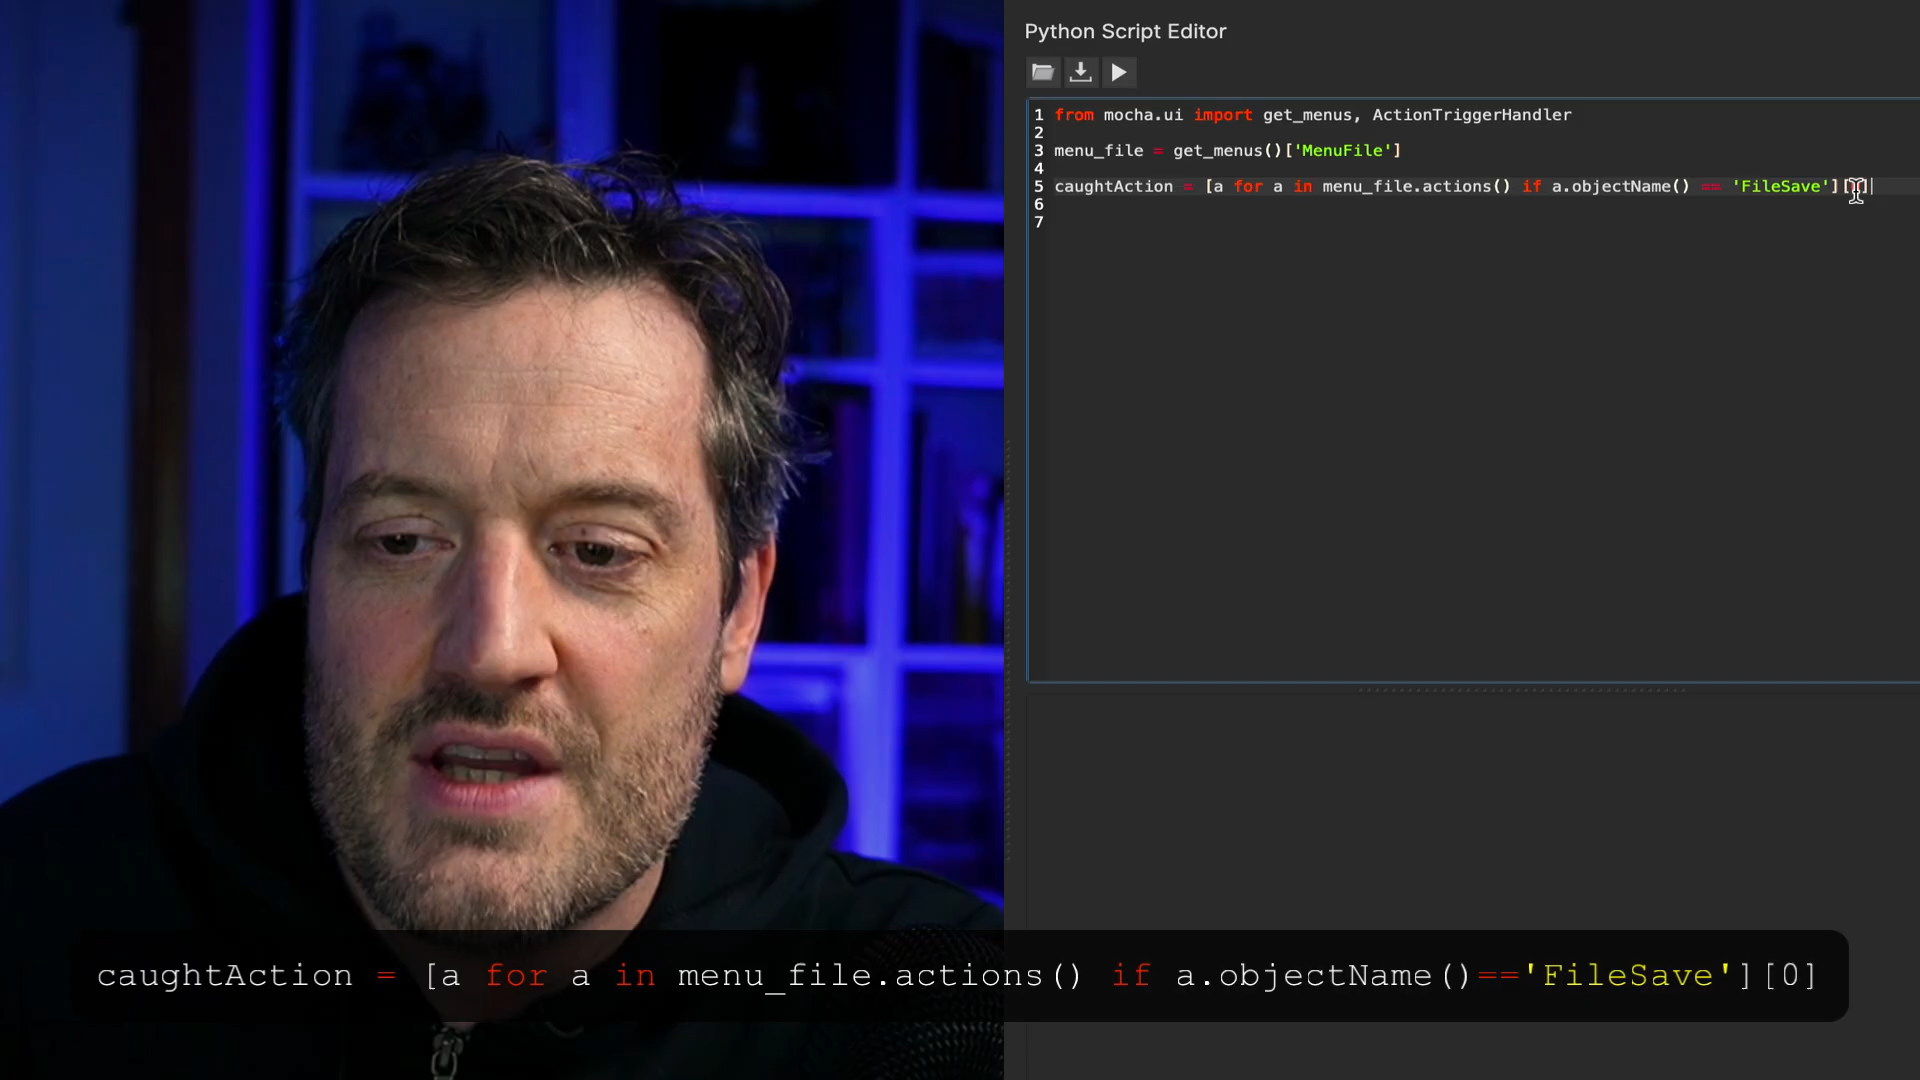 Python Script Editor
1 from mocha.ui import get_menus, ActionTriggerHandler
2
3 menu_file = get_menus()['MenuFile']
4
5 caughtAction = [a for a in menu_file.actions() if a.objectName() == 'FileSave'][0]
6
7
caughtAction = [a for a in menu_file.actions() if a.objectName()=='FileSave'][0]